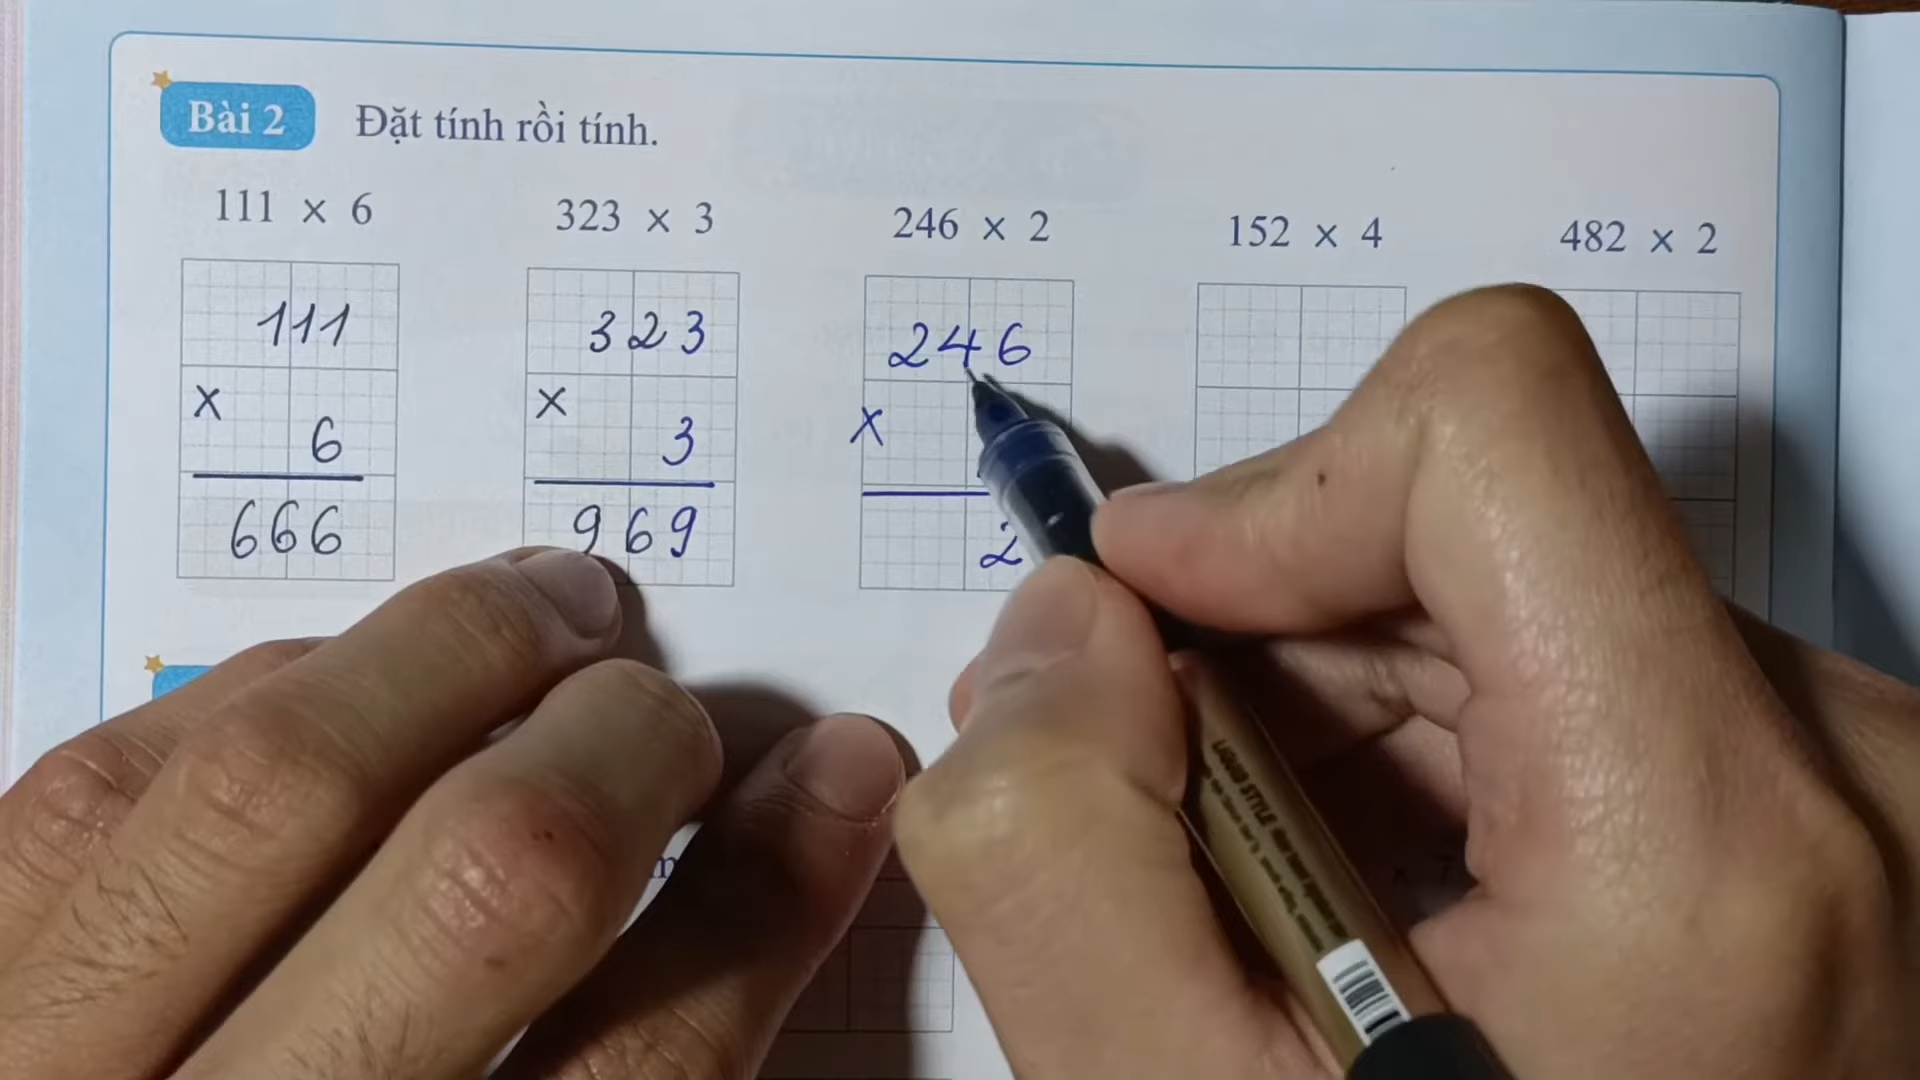 Bài 2 Đặt tính rồi tính.
111 × 6 323 × 3 246 × 2 152 × 4 482 × 2
111 323 246
× × ×
6 3
666 969 2